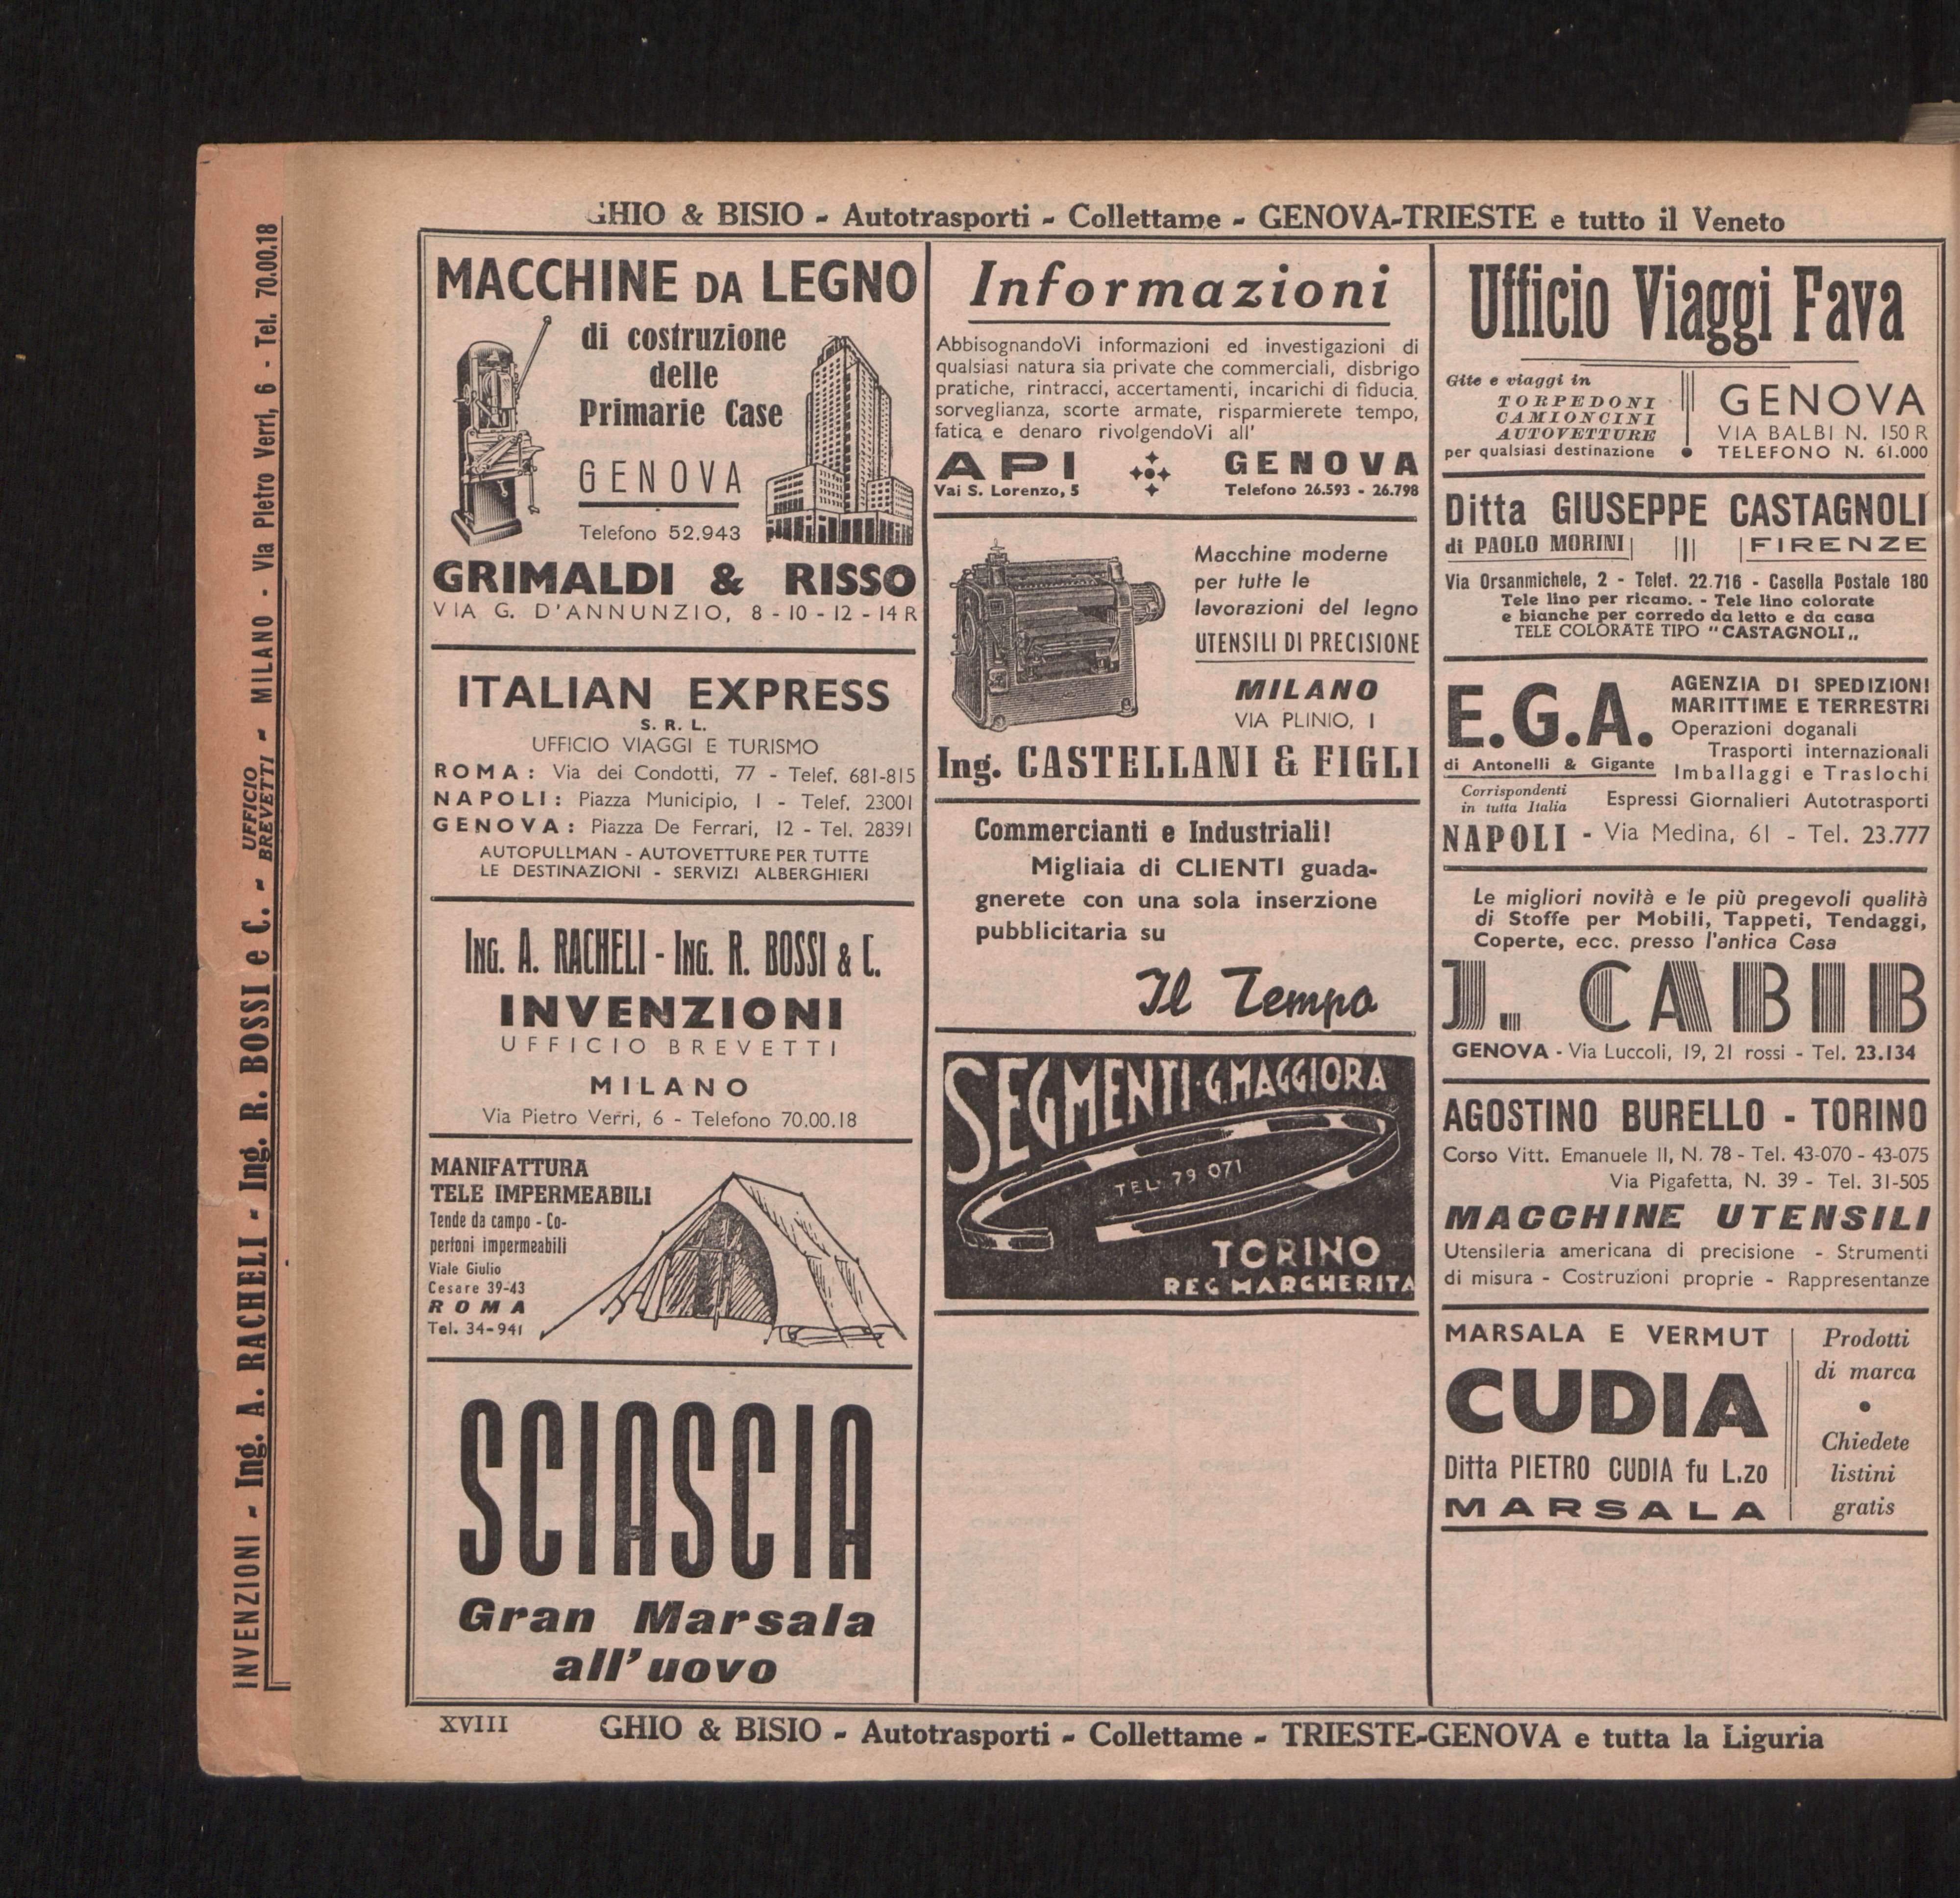 GHIO & BISIO - Autotrasporti - Collettame - GENOVA-TRIESTE e tutto il Veneto
INVENZIONI - Ing. A. RACHELI - Ing. R. BOSSI e C. - UFFICIO BREVETTI - MILANO - Via Pietro Verri, 6 - Tel. 70.00.18
MACCHINE DA LEGNO
di costruzione
delle
Primarie Case
GENOVA
Telefono 52.943
GRIMALDI & RISSO
VIA G. D'ANNUNZIO, 8 - 10 - 12 - 14 R
ITALIAN EXPRESS
S. R. L.
UFFICIO VIAGGI E TURISMO
ROMA: Via dei Condotti, 77 - Telef. 681-815
NAPOLI: Piazza Municipio, 1 - Telef. 23001
GENOVA: Piazza De Ferrari, 12 - Tel. 28391
AUTOPULLMAN - AUTOVETTURE PER TUTTE
LE DESTINAZIONI - SERVIZI ALBERGHIERI
ING. A. RACHELI - ING. R. BOSSI & C.
INVENZIONI
UFFICIO BREVETTI
MILANO
Via Pietro Verri, 6 - Telefono 70.00.18
MANIFATTURA
TELE IMPERMEABILI
Tende da campo - Co-
pertoni impermeabili
Viale Giulio
Cesare 39-43
ROMA
Tel. 34-941
SCIASCIA
Gran Marsala
all'uovo
Informazioni
AbbisognandoVi informazioni ed investigazioni di
qualsiasi natura sia private che commerciali, disbrigo
pratiche, rintracci, accertamenti, incarichi di fiducia,
sorveglianza, scorte armate, risparmierete tempo,
fatica e denaro rivolgendoVi all'
API GENOVA
Vai S. Lorenzo, 5 Telefono 26.593 - 26.798
Macchine moderne
per tutte le
lavorazioni del legno
UTENSILI DI PRECISIONE
MILANO
VIA PLINIO, 1
Ing. CASTELLANI & FIGLI
Commercianti e Industriali!
Migliaia di CLIENTI guada-
gnerete con una sola inserzione
pubblicitaria su
Il Tempo
SEGMENTI G. MAGGIORA
TEL. 79 071
TORINO
REG MARGHERITA
Ufficio Viaggi Fava
Gite e viaggi in
TORPEDONI
CAMIONCINI
AUTOVETTURE
per qualsiasi destinazione
GENOVA
VIA BALBI N. 150 R
TELEFONO N. 61.000
Ditta GIUSEPPE CASTAGNOLI
di PAOLO MORINI FIRENZE
Via Orsanmichele, 2 - Telef. 22.716 - Casella Postale 180
Tele lino per ricamo. - Tele lino colorate
e bianche per corredo da letto e da casa
TELE COLORATE TIPO "CASTAGNOLI„
E.G.A.
di Antonelli & Gigante
AGENZIA DI SPEDIZIONI
MARITTIME E TERRESTRI
Operazioni doganali
Trasporti internazionali
Imballaggi e Traslochi
Corrispondenti
in tutta Italia
Espressi Giornalieri Autotrasporti
NAPOLI - Via Medina, 61 - Tel. 23.777
Le migliori novità e le più pregevoli qualità
di Stoffe per Mobili, Tappeti, Tendaggi,
Coperte, ecc. presso l'antica Casa
J. CABIB
GENOVA - Via Luccoli, 19, 21 rossi - Tel. 23.134
AGOSTINO BURELLO - TORINO
Corso Vitt. Emanuele II, N. 78 - Tel. 43-070 - 43-075
Via Pigafetta, N. 39 - Tel. 31-505
MACCHINE UTENSILI
Utensileria americana di precisione - Strumenti
di misura - Costruzioni proprie - Rappresentanze
MARSALA E VERMUT
CUDIA
Ditta PIETRO CUDIA fu L.zo
MARSALA
Prodotti
di marca
•
Chiedete
listini
gratis
XVIII
GHIO & BISIO - Autotrasporti - Collettame - TRIESTE-GENOVA e tutta la Liguria